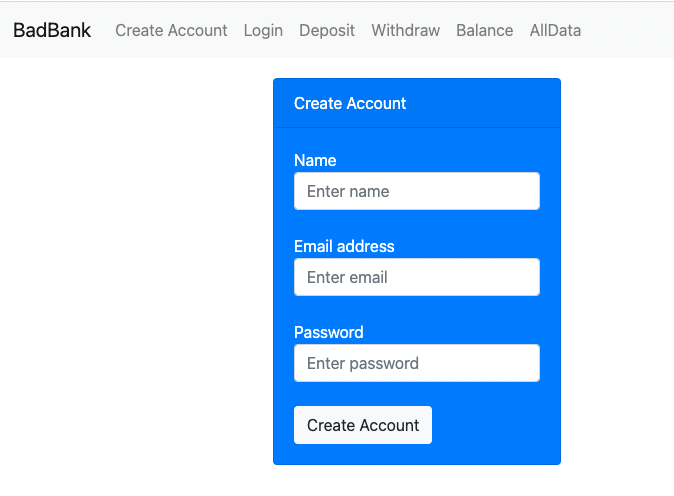 BadBank Create Account Login Deposit Withdraw Balance AllData
Create Account
Name
Enter name
Email address
Enter email
Password
Enter password
Create Account